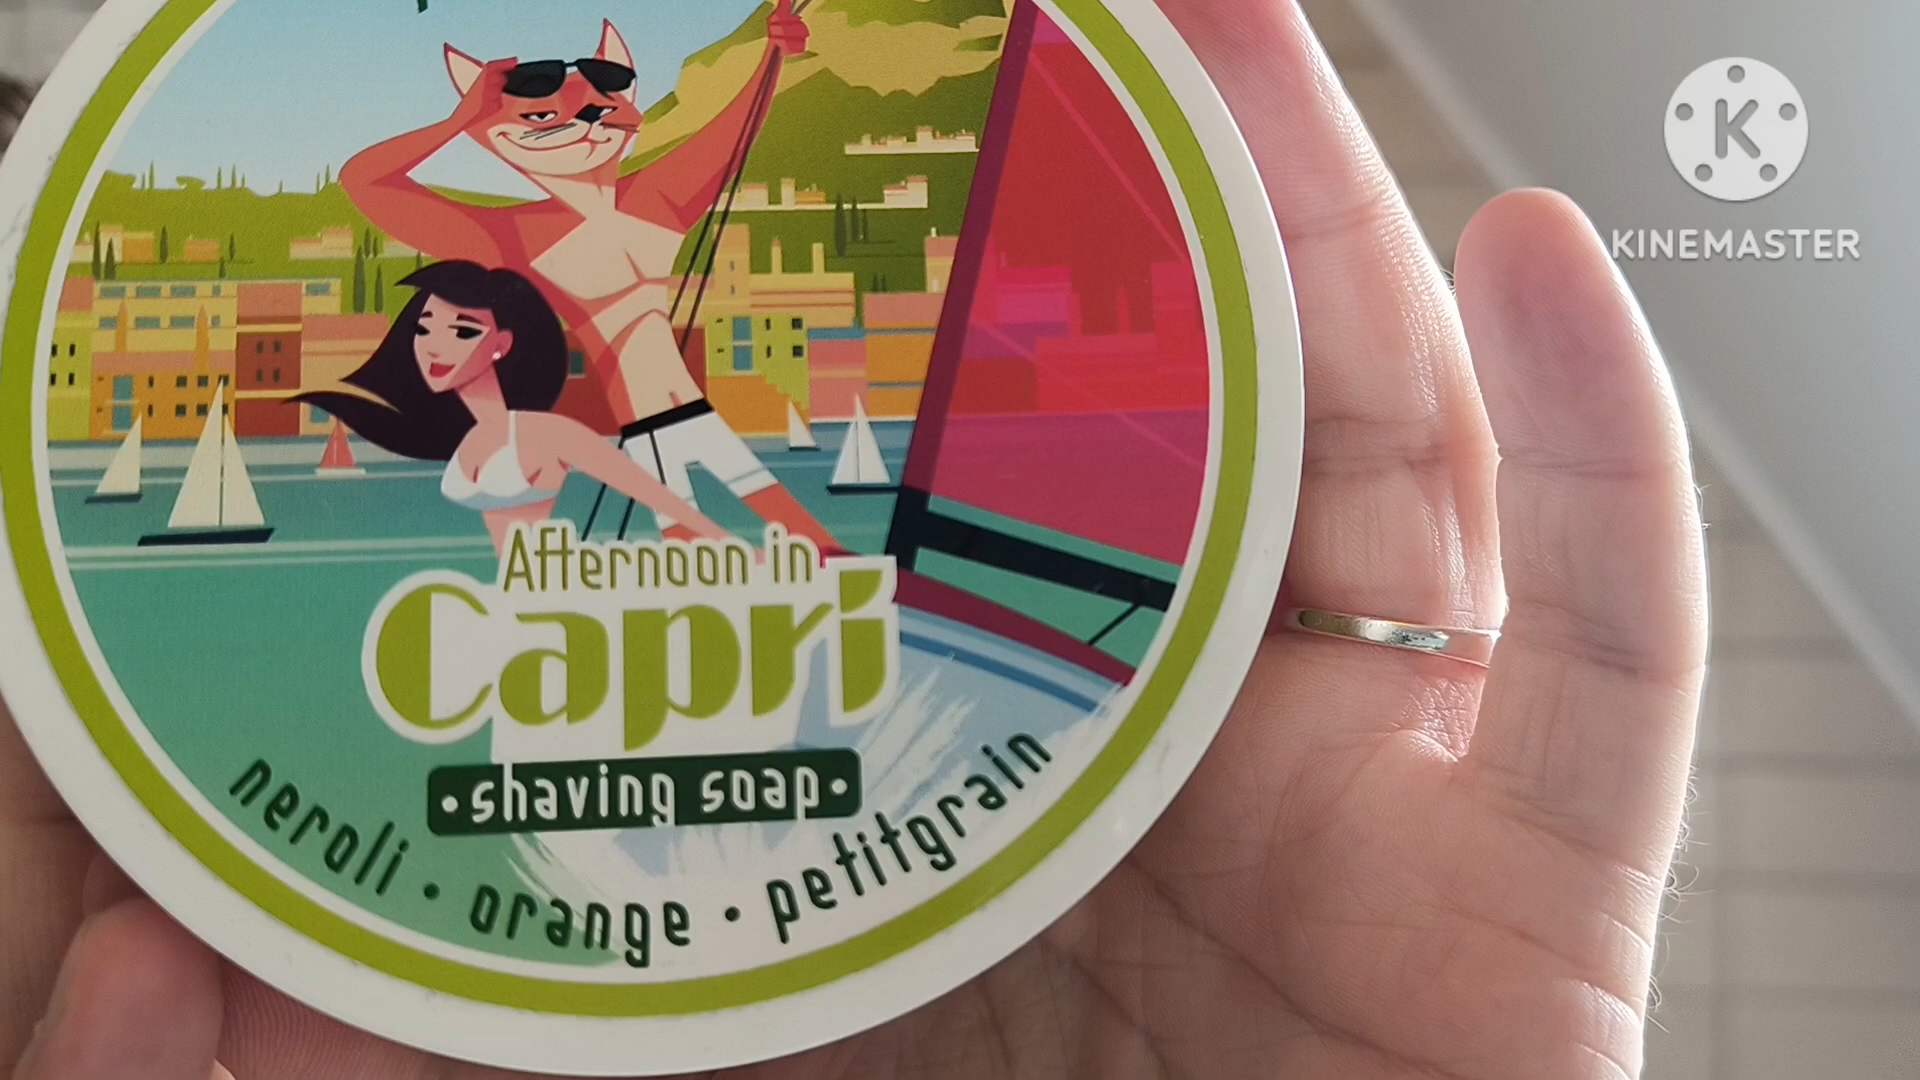 K
KINEMASTER
Afternoon in
Capri
•shaving soap•
neroli • orange • petitgrain